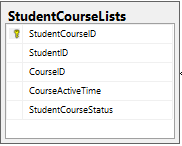 StudentCourseLists
StudentCourseID
StudentID
CourseID
CourseActiveTime
StudentCourseStatus